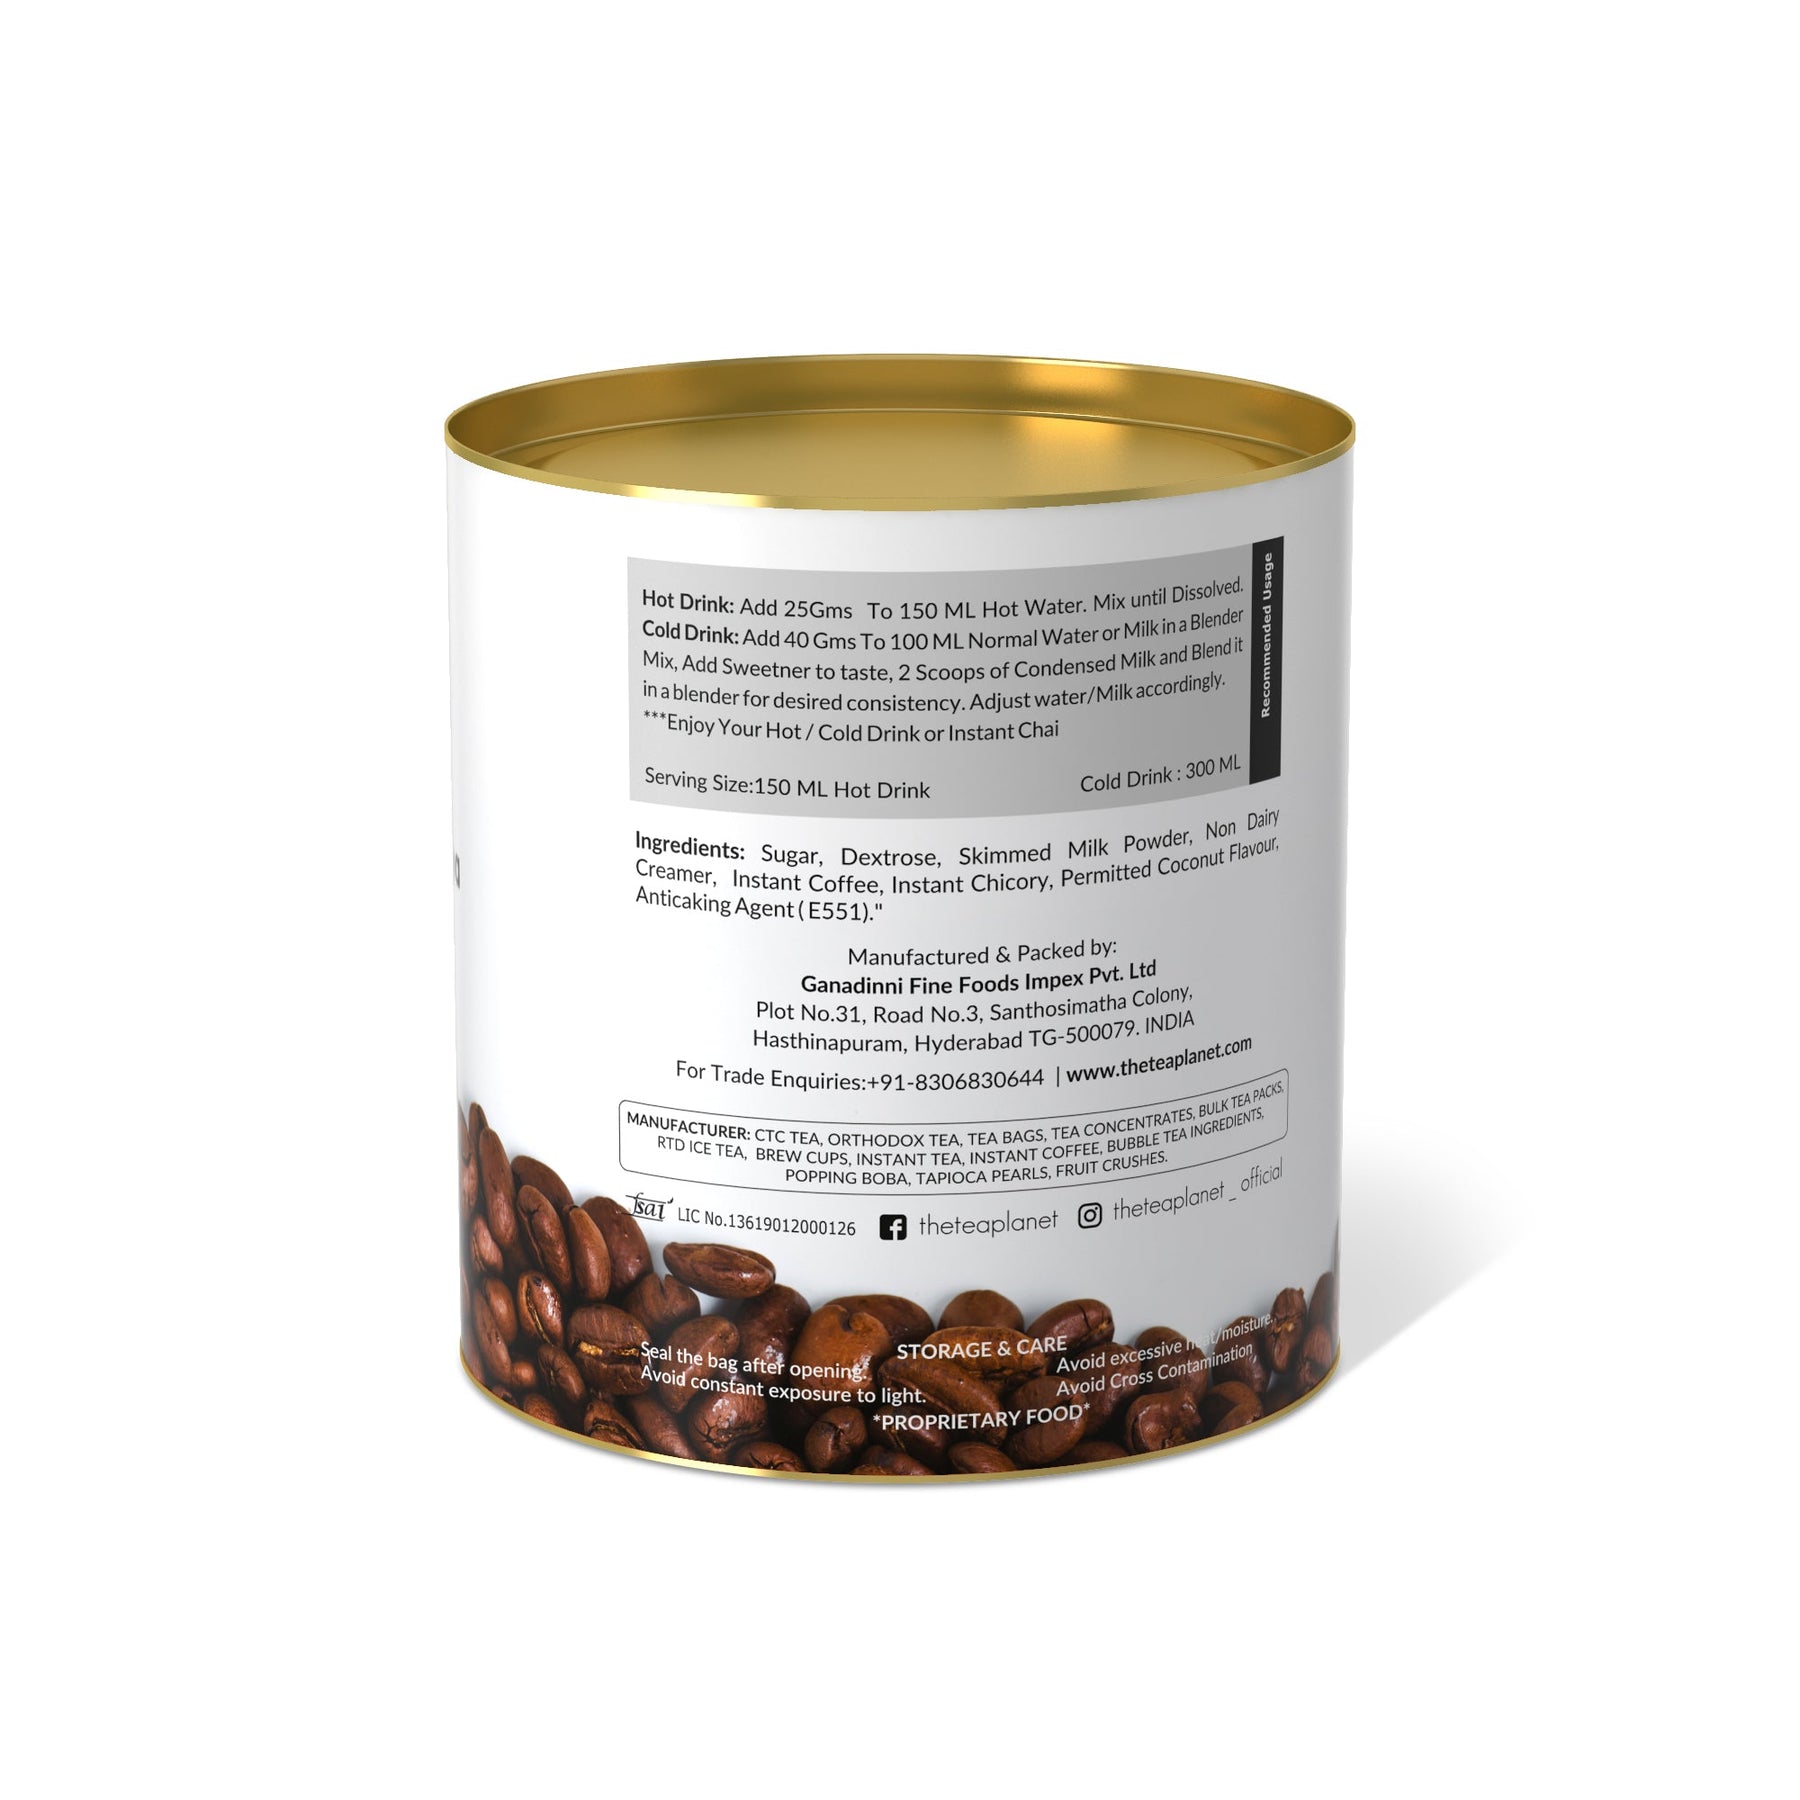 Hot Drink: Add 25Gms To 150 ML Hot Water. Mix until Dissolved.
Cold Drink: Add 40 Gms To 100 ML Normal Water or Milk in a Blender
Mix, Add Sweetner to taste, 2 Scoops of Condensed Milk and Blend it
in a blender for desired consistency. Adjust water/Milk accordingly.
***Enjoy Your Hot / Cold Drink or Instant Chai
Serving Size:150 ML Hot Drink
Cold Drink : 300 ML
Recommended Usage
Ingredients: Sugar, Dextrose, Skimmed Milk Powder, Non Dairy
Creamer, Instant Coffee, Instant Chicory, Permitted Coconut Flavour,
Anticaking Agent ( E551)."
Manufactured & Packed by:
Ganadinni Fine Foods Impex Pvt. Ltd
Plot No.31, Road No.3, Santhosimatha Colony,
Hasthinapuram, Hyderabad TG-500079. INDIA
For Trade Enquiries:+91-8306830644 | www.theteaplanet.com
MANUFACTURER: CTC TEA, ORTHODOX TEA, TEA BAGS, TEA CONCENTRATES, BULK TEA PACKS,
RTD ICE TEA, BREW CUPS, INSTANT TEA, INSTANT COFFEE, BUBBLE TEA INGREDIENTS,
POPPING BOBA, TAPIOCA PEARLS, FRUIT CRUSHES.
fssai LIC No.13619012000126 theteaplanet theteaplanet _ official
STORAGE & CARE
Seal the bag after opening.
Avoid constant exposure to light.
Avoid excessive heat/moisture.
Avoid Cross Contamination
*PROPRIETARY FOOD*